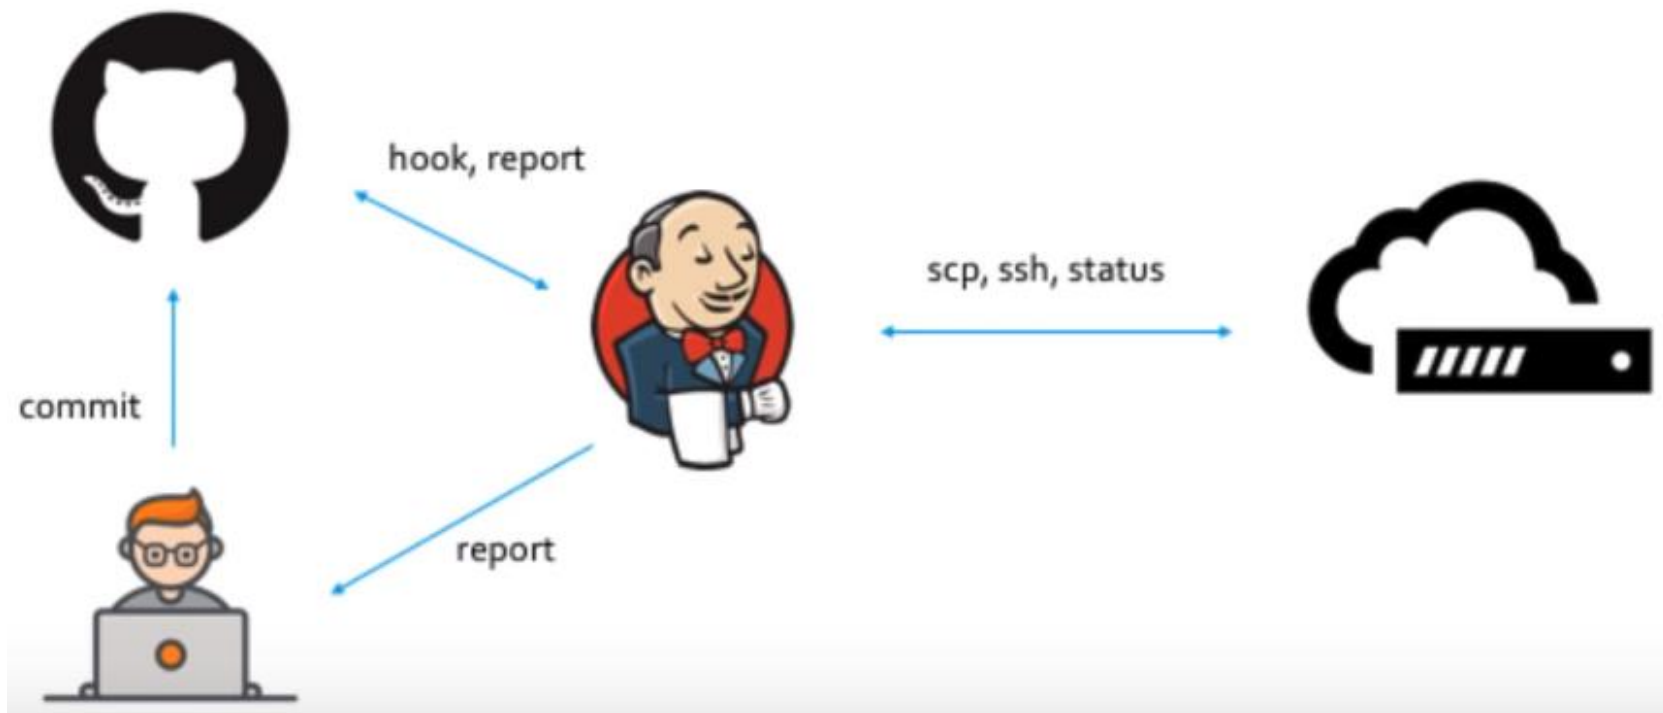 hook, report
scp, ssh, status
commit
report